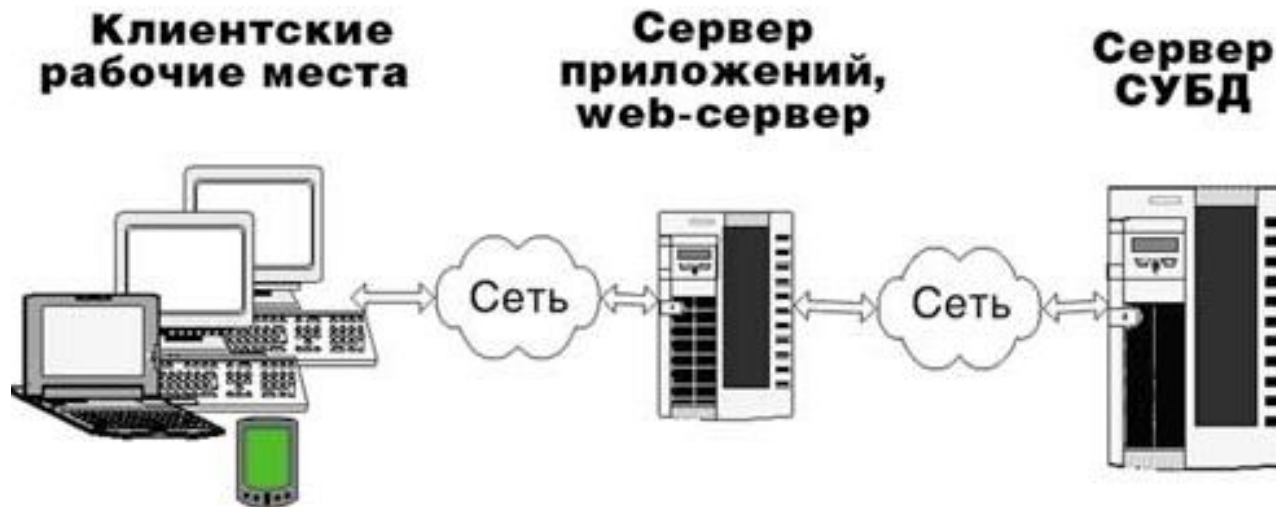 Клиентские
рабочие места
Сервер
приложений,
web-сервер
Сервер
СУБД
Сеть
Сеть